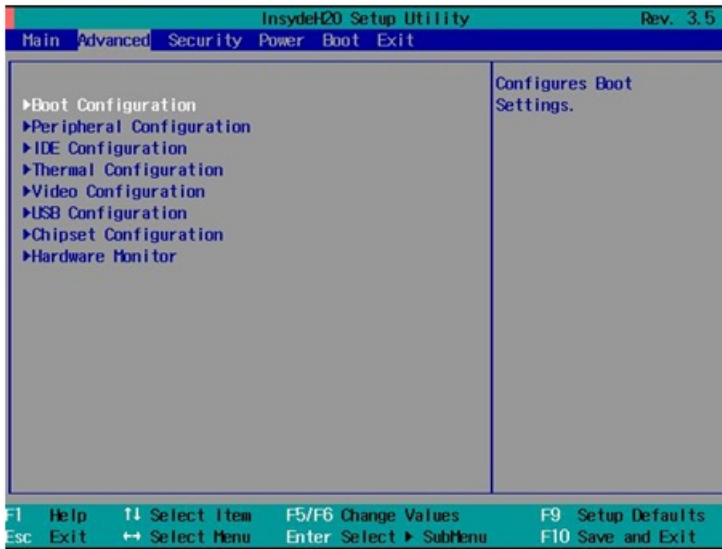 InsydeH20 Setup Utility Rev. 3.5
Main Advanced Security Power Boot Exit
▶Boot Configuration
▶Peripheral Configuration
▶IDE Configuration
▶Thermal Configuration
▶Video Configuration
▶USB Configuration
▶Chipset Configuration
▶Hardware Monitor
Configures Boot
Settings.
F1 Help ↑↓ Select Item F5/F6 Change Values F9 Setup Defaults
Esc Exit ↔ Select Menu Enter Select ▶ SubMenu F10 Save and Exit